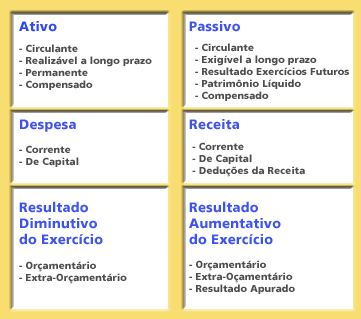 Ativo
- Circulante
- Realizável a longo prazo
- Permanente
- Compensado
Passivo
- Circulante
- Exigível a longo prazo
- Resultado Exercícios Futuros
- Patrimônio Líquido
- Compensado
Despesa
- Corrente
- De Capital
Receita
- Corrente
- De Capital
- Deduções da Receita
Resultado
Diminutivo
do Exercício
- Orçamentário
- Extra-Orçamentário
Resultado
Aumentativo
do Exercício
- Orçamentário
- Extra-Oçamentário
- Resultado Apurado